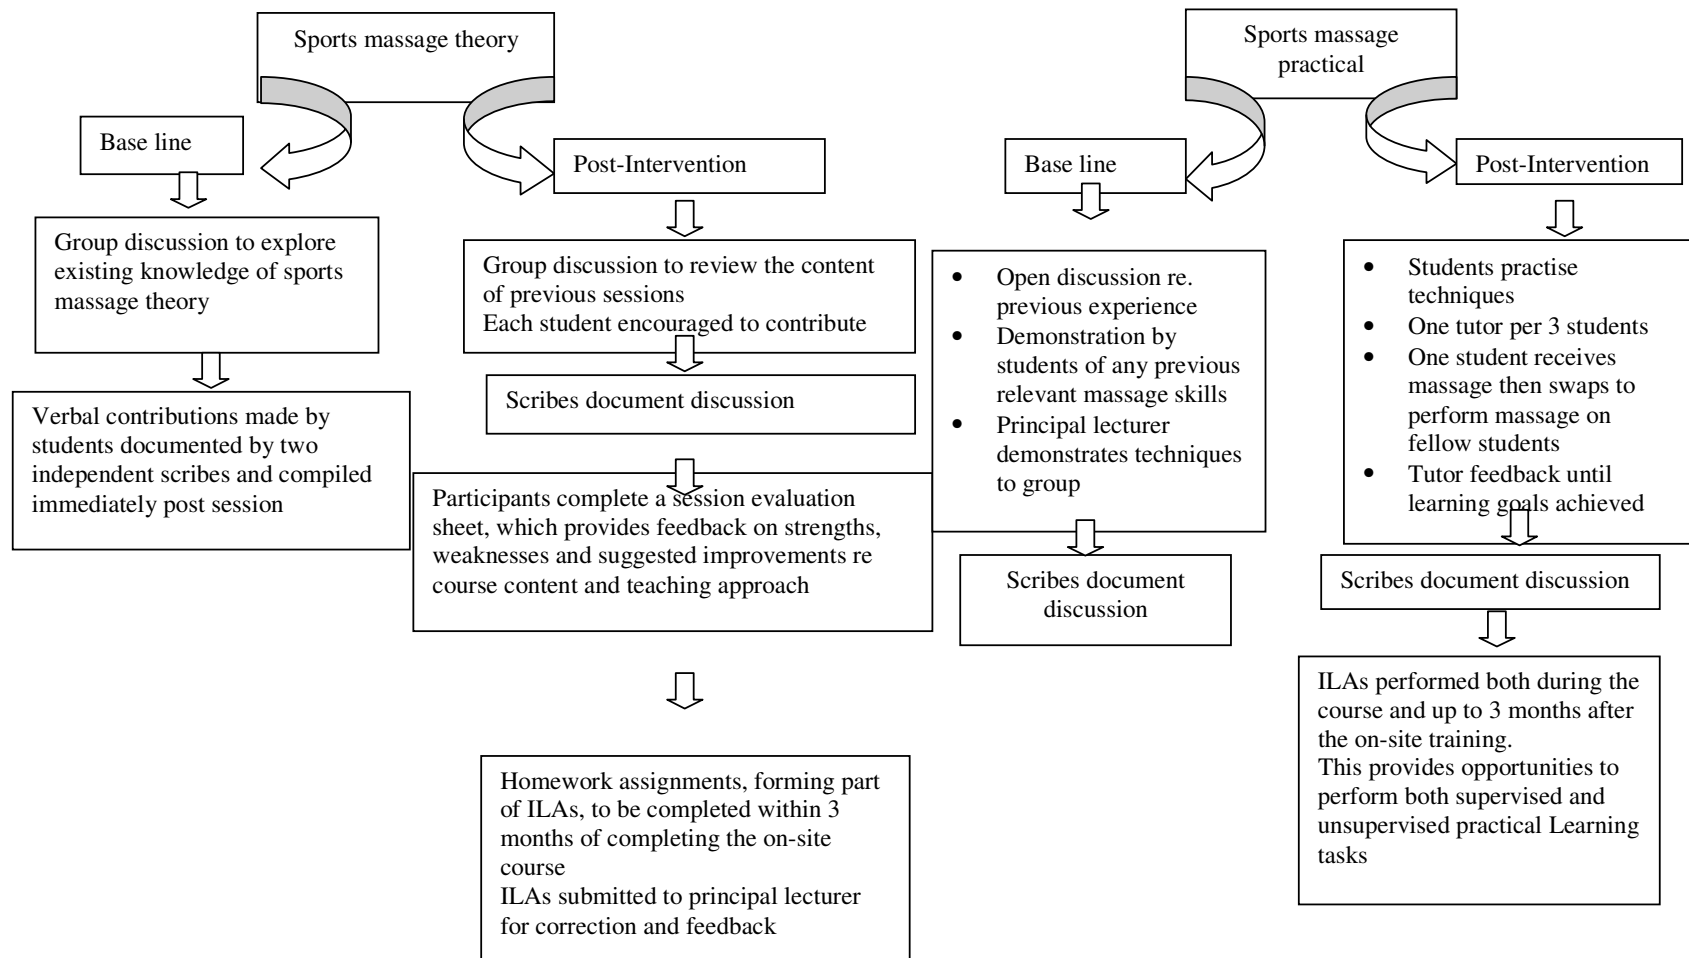 Sports massage theory
Base line
Group discussion to explore
existing knowledge of sports
massage theory
Verbal contributions made by
students documented by two
independent scribes and compiled
immediately post session
Post-Intervention
Group discussion to review the content
of previous sessions
Each student encouraged to contribute
Scribes document discussion
Participants complete a session evaluation
sheet, which provides feedback on strengths,
weaknesses and suggested improvements re
course content and teaching approach
Homework assignments, forming part
of ILAs, to be completed within 3
months of completing the on-site
course
ILAs submitted to principal lecturer
for correction and feedback
Sports massage
practical
Base line
• Open discussion re.
previous experience
• Demonstration by
students of any previous
relevant massage skills
• Principal lecturer
demonstrates techniques
to group
Scribes document
discussion
Post-Intervention
• Students practise
techniques
• One tutor per 3 students
• One student receives
massage then swaps to
perform massage on
fellow students
• Tutor feedback until
learning goals achieved
Scribes document discussion
ILAs performed both during the
course and up to 3 months after
the on-site training.
This provides opportunities to
perform both supervised and
unsupervised practical Learning
tasks